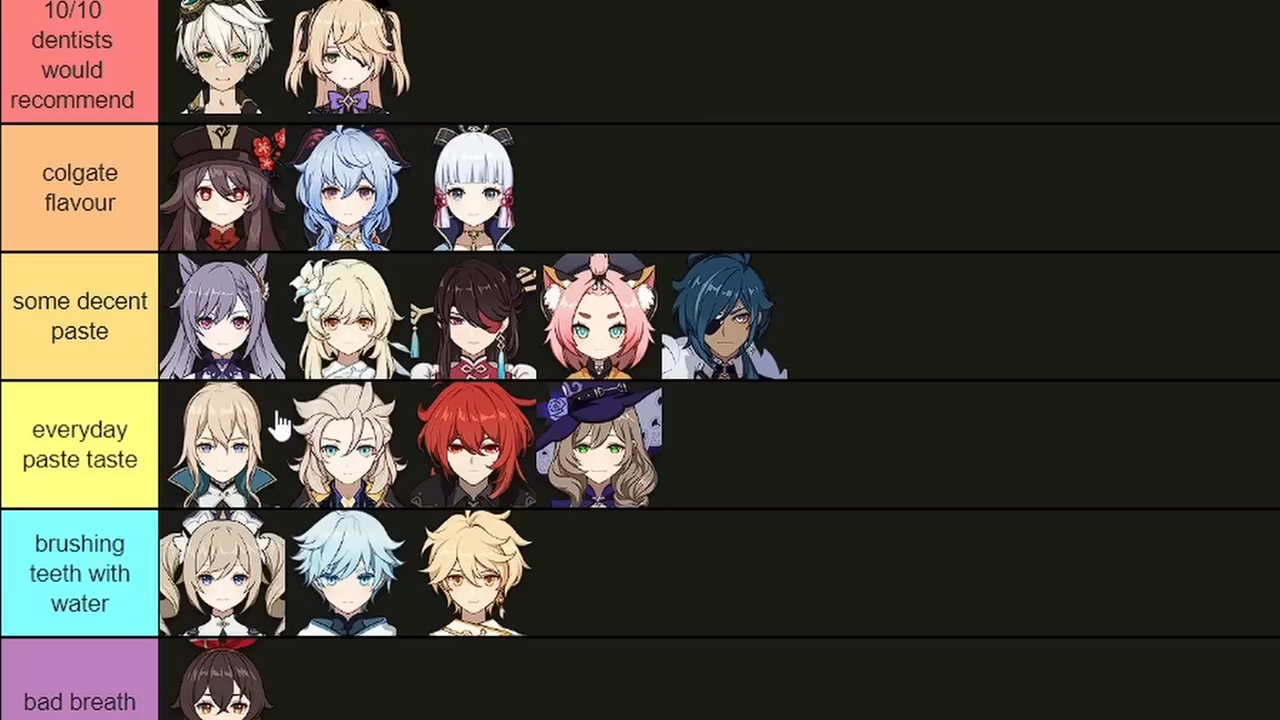 10/10
dentists
would
recommend
colgate
flavour
some decent
paste
everyday
paste taste
brushing
teeth with
water
bad breath